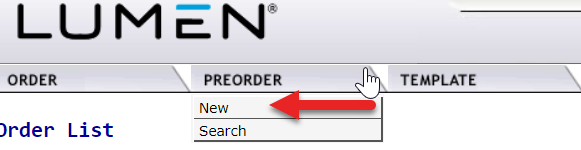 LUMEN®
ORDER PREORDER TEMPLATE
New
Order List
Search